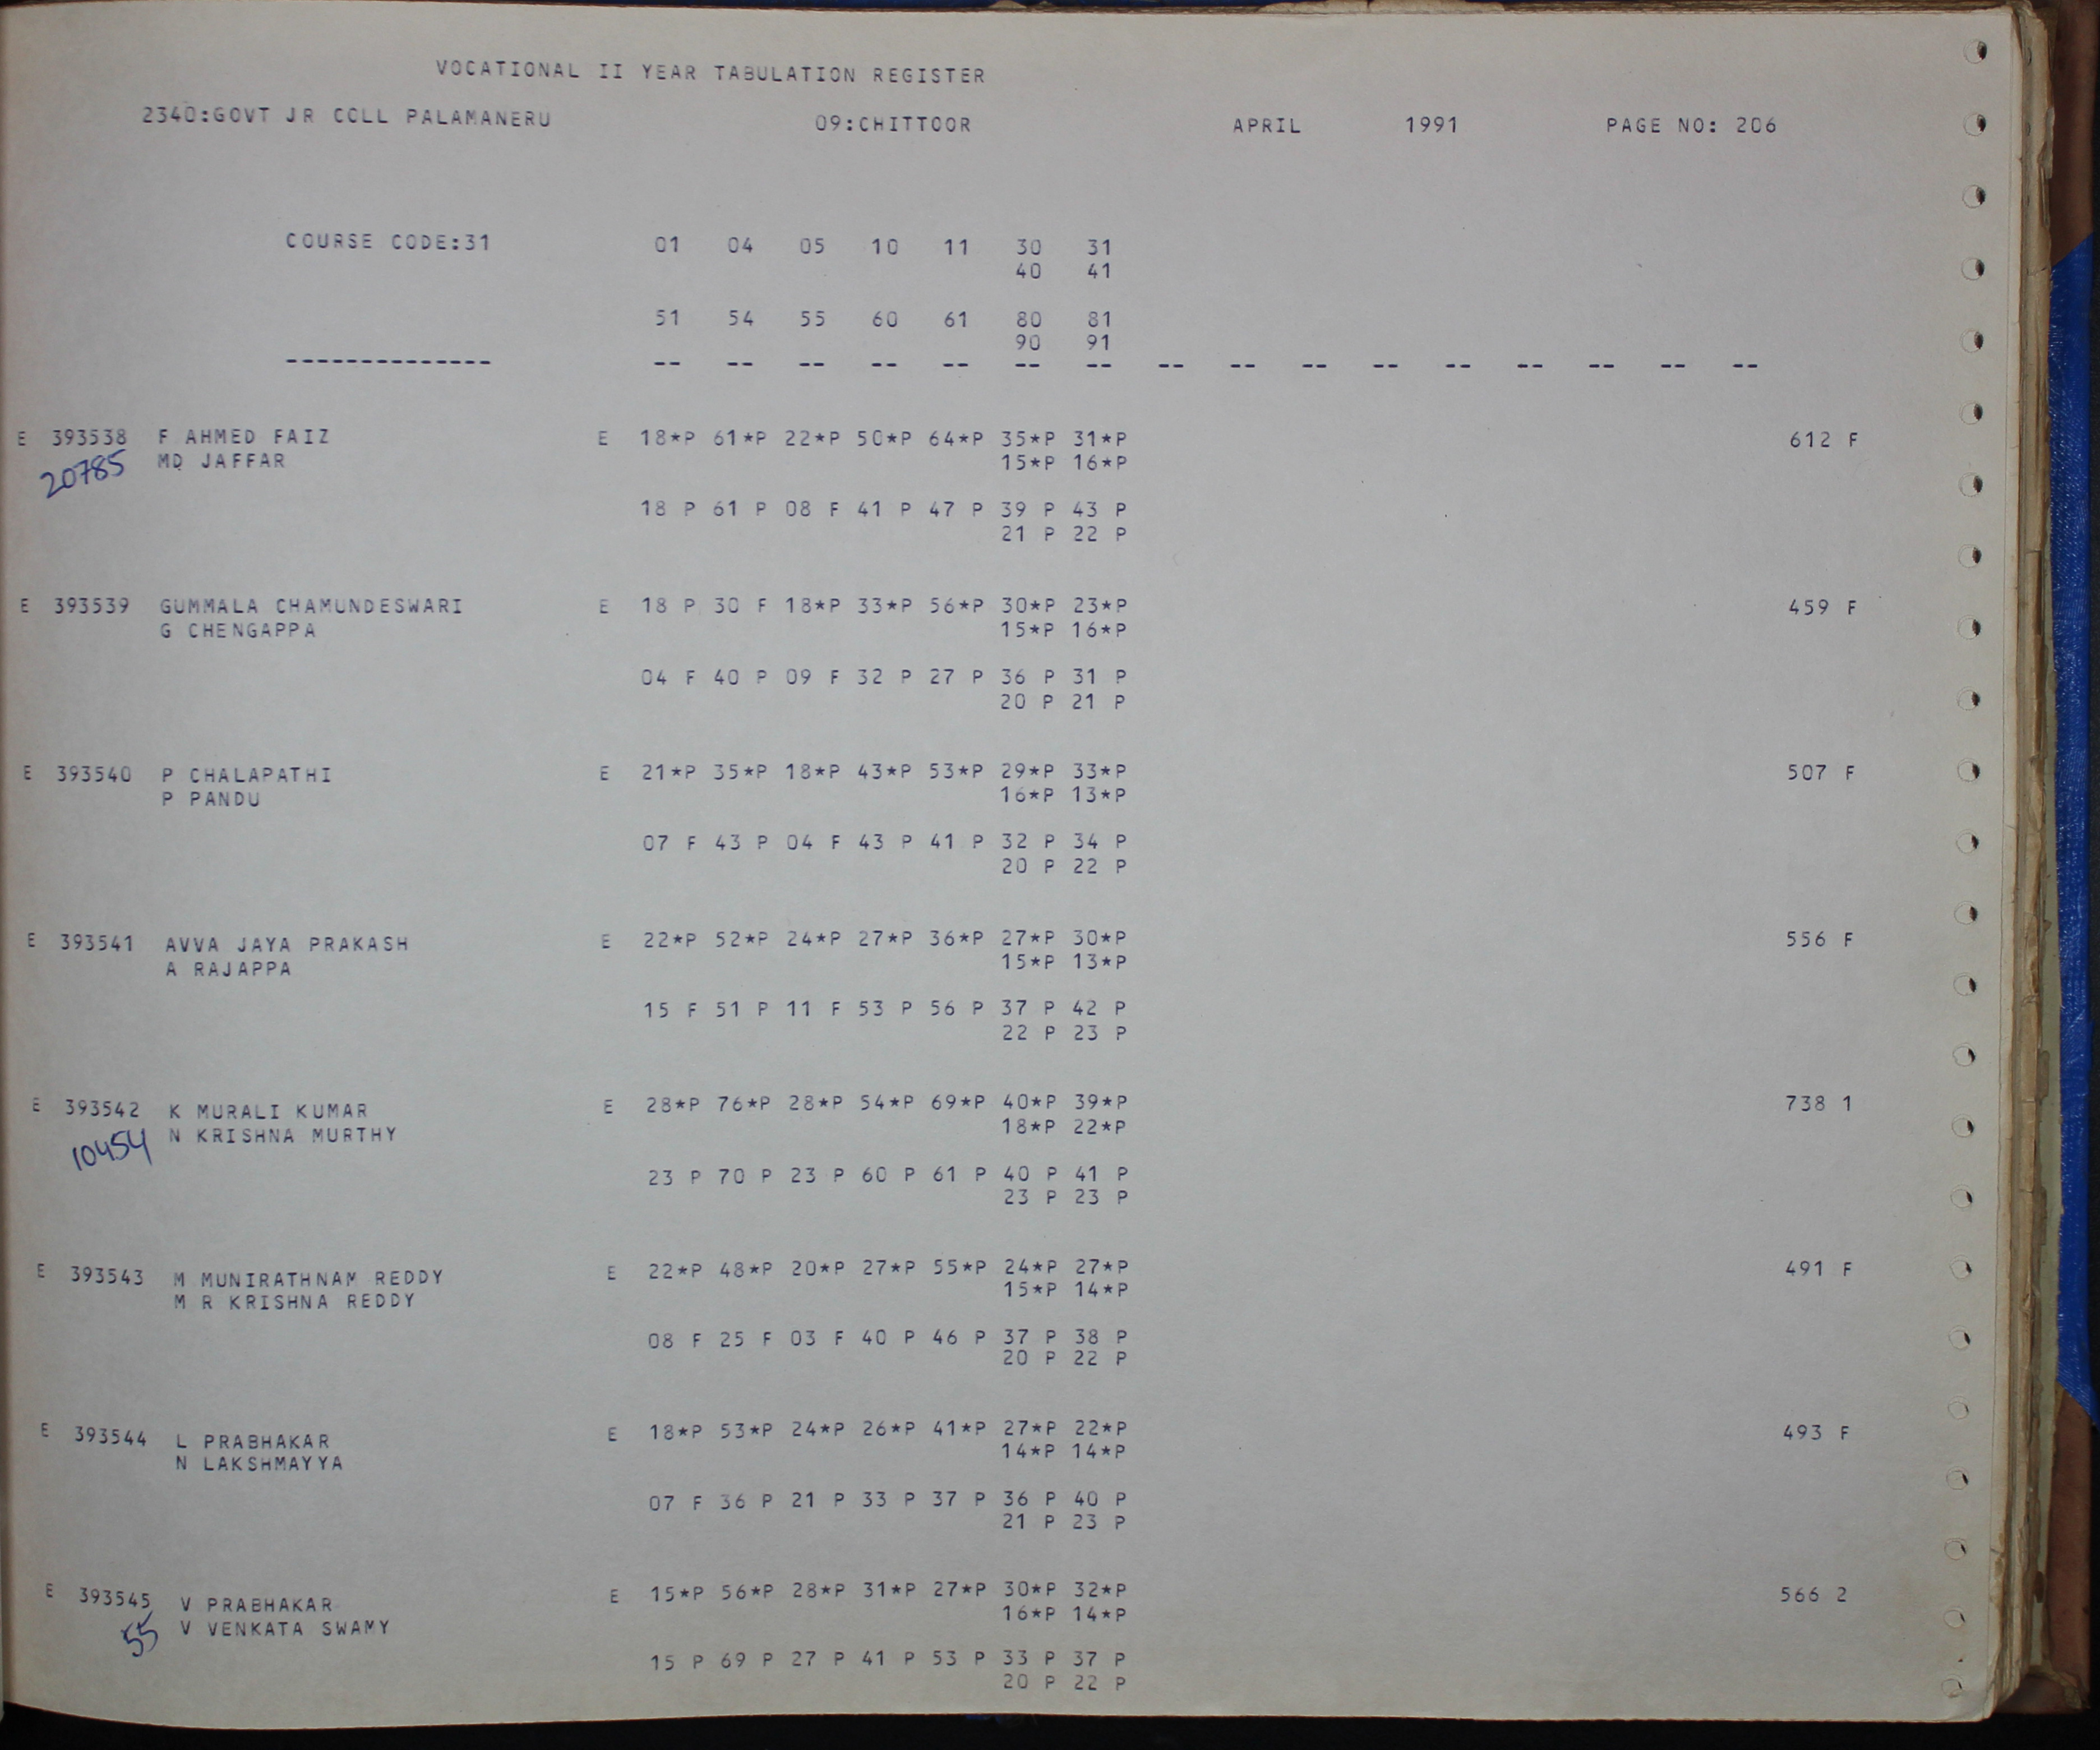 VOCATIONAL II YEAR TABULATION REGISTER
2340:GOVT JR COLL PALAMANERU 09:CHITTOOR APRIL 1991 PAGE NO: 206
COURSE CODE:31 01 04 05 10 11 30 31
40 41
51 54 55 60 61 80 81
90 91
-------------- -- -- -- -- -- -- -- -- -- -- -- -- -- -- -- --
E 393538 F AHMED FAIZ E 18*P 61*P 22*P 50*P 64*P 35*P 31*P 612 F
20785 MD JAFFAR 15*P 16*P
18 P 61 P 08 F 41 P 47 P 39 P 43 P
21 P 22 P
E 393539 GUMMALA CHAMUNDESWARI E 18 P 30 F 18*P 33*P 56*P 30*P 23*P 459 F
G CHENGAPPA 15*P 16*P
04 F 40 P 09 F 32 P 27 P 36 P 31 P
20 P 21 P
E 393540 P CHALAPATHI E 21*P 35*P 18*P 43*P 53*P 29*P 33*P 507 F
P PANDU 16*P 13*P
07 F 43 P 04 F 43 P 41 P 32 P 34 P
20 P 22 P
E 393541 AVVA JAYA PRAKASH E 22*P 52*P 24*P 27*P 36*P 27*P 30*P 556 F
A RAJAPPA 15*P 13*P
15 F 51 P 11 F 53 P 56 P 37 P 42 P
22 P 23 P
E 393542 K MURALI KUMAR E 28*P 76*P 28*P 54*P 69*P 40*P 39*P 738 1
10454 N KRISHNA MURTHY 18*P 22*P
23 P 70 P 23 P 60 P 61 P 40 P 41 P
23 P 23 P
E 393543 M MUNIRATHNAM REDDY E 22*P 48*P 20*P 27*P 55*P 24*P 27*P 491 F
M R KRISHNA REDDY 15*P 14*P
08 F 25 F 03 F 40 P 46 P 37 P 38 P
20 P 22 P
E 393544 L PRABHAKAR E 18*P 53*P 24*P 26*P 41*P 27*P 22*P 493 F
N LAKSHMAYYA 14*P 14*P
07 F 36 P 21 P 33 P 37 P 36 P 40 P
21 P 23 P
E 393545 V PRABHAKAR E 15*P 56*P 28*P 31*P 27*P 30*P 32*P 566 2
55 V VENKATA SWAMY 16*P 14*P
15 P 69 P 27 P 41 P 53 P 33 P 37 P
20 P 22 P